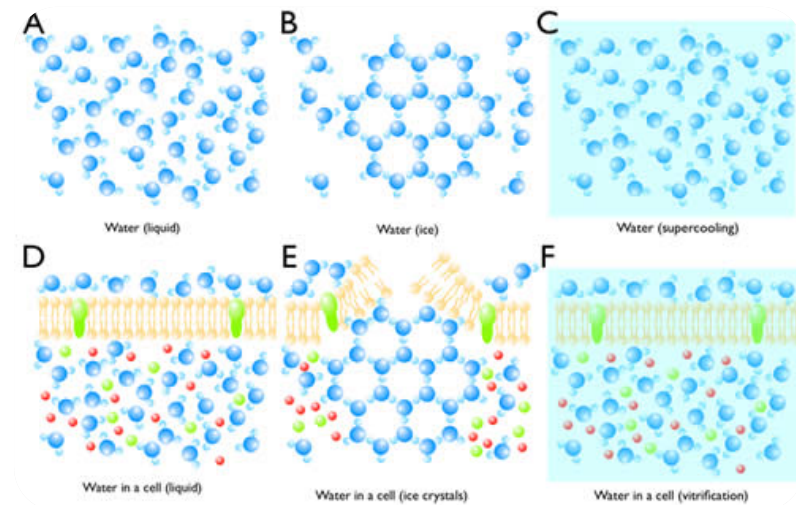 A
B
C
Water (liquid)
Water (ice)
Water (supercooling)
D
E
F
Water in a cell (liquid)
Water in a cell (ice crystals)
Water in a cell (vitrification)